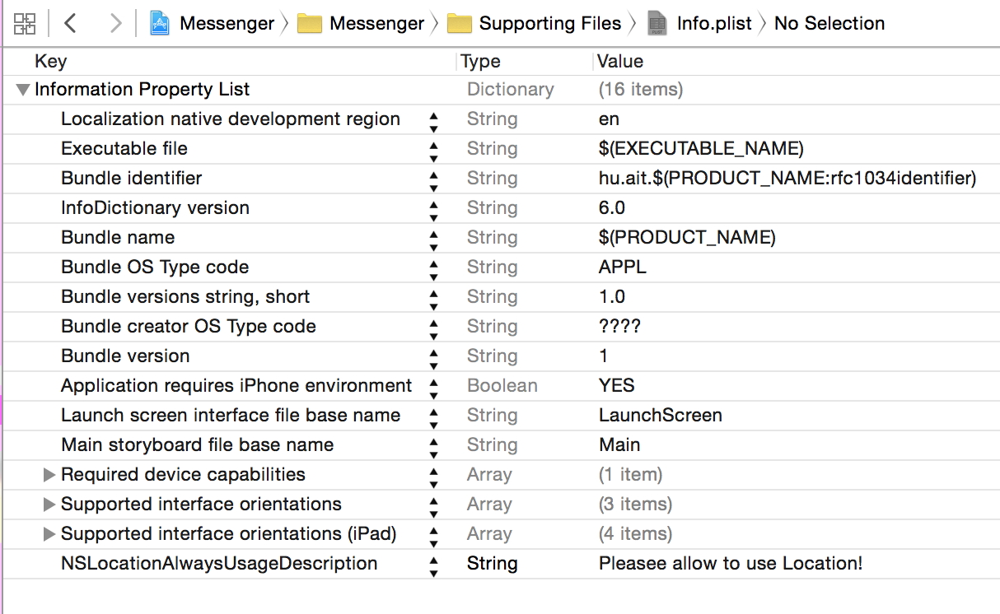 Messenger Messenger Supporting Files Info.plist No Selection
Key Type Value
Information Property List Dictionary (16 items)
Localization native development region String en
Executable file String $(EXECUTABLE_NAME)
Bundle identifier String hu.ait.$(PRODUCT_NAME:rfc1034identifier)
InfoDictionary version String 6.0
Bundle name String $(PRODUCT_NAME)
Bundle OS Type code String APPL
Bundle versions string, short String 1.0
Bundle creator OS Type code String ????
Bundle version String 1
Application requires iPhone environment Boolean YES
Launch screen interface file base name String LaunchScreen
Main storyboard file base name String Main
Required device capabilities Array (1 item)
Supported interface orientations Array (3 items)
Supported interface orientations (iPad) Array (4 items)
NSLocationAlwaysUsageDescription String Pleasee allow to use Location!